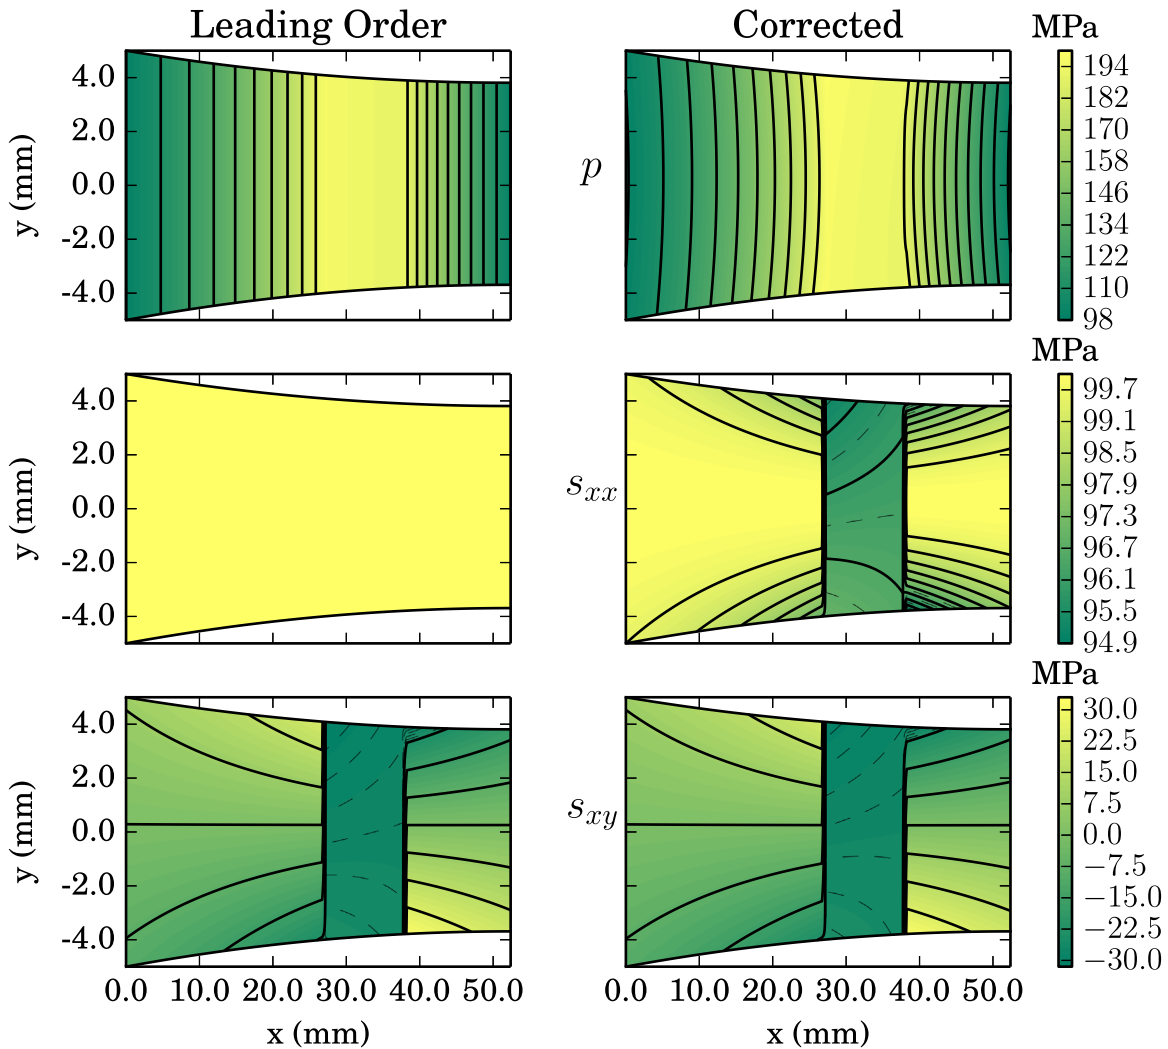 Leading Order
Corrected
MPa
4.0
2.0
0.0
-2.0
-4.0
y (mm)
p
194
182
170
158
146
134
122
110
98
MPa
4.0
2.0
0.0
-2.0
-4.0
y (mm)
s_{xx}
99.7
99.1
98.5
97.9
97.3
96.7
96.1
95.5
94.9
MPa
4.0
2.0
0.0
-2.0
-4.0
y (mm)
s_{xy}
30.0
22.5
15.0
7.5
0.0
−7.5
−15.0
−22.5
−30.0
0.0 10.0 20.0 30.0 40.0 50.0
0.0 10.0 20.0 30.0 40.0 50.0
x (mm)
x (mm)